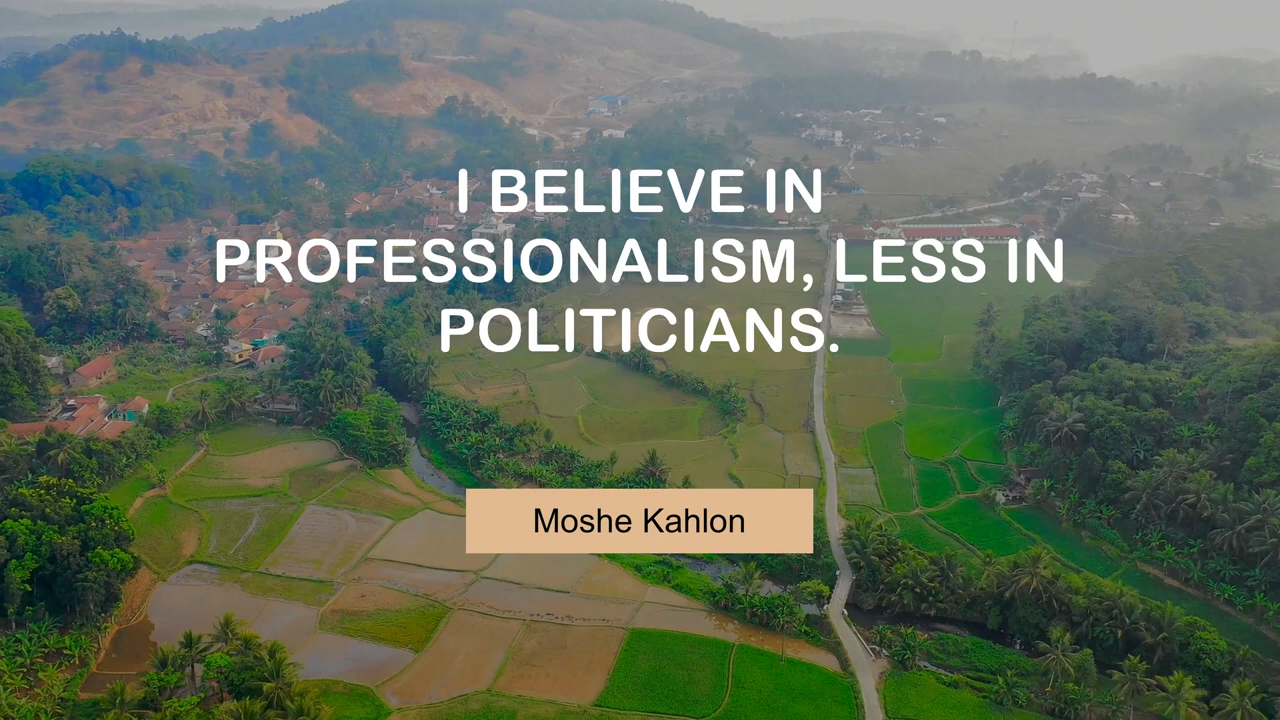 I BELIEVE IN
PROFESSIONALISM, LESS IN
POLITICIANS.
Moshe Kahlon